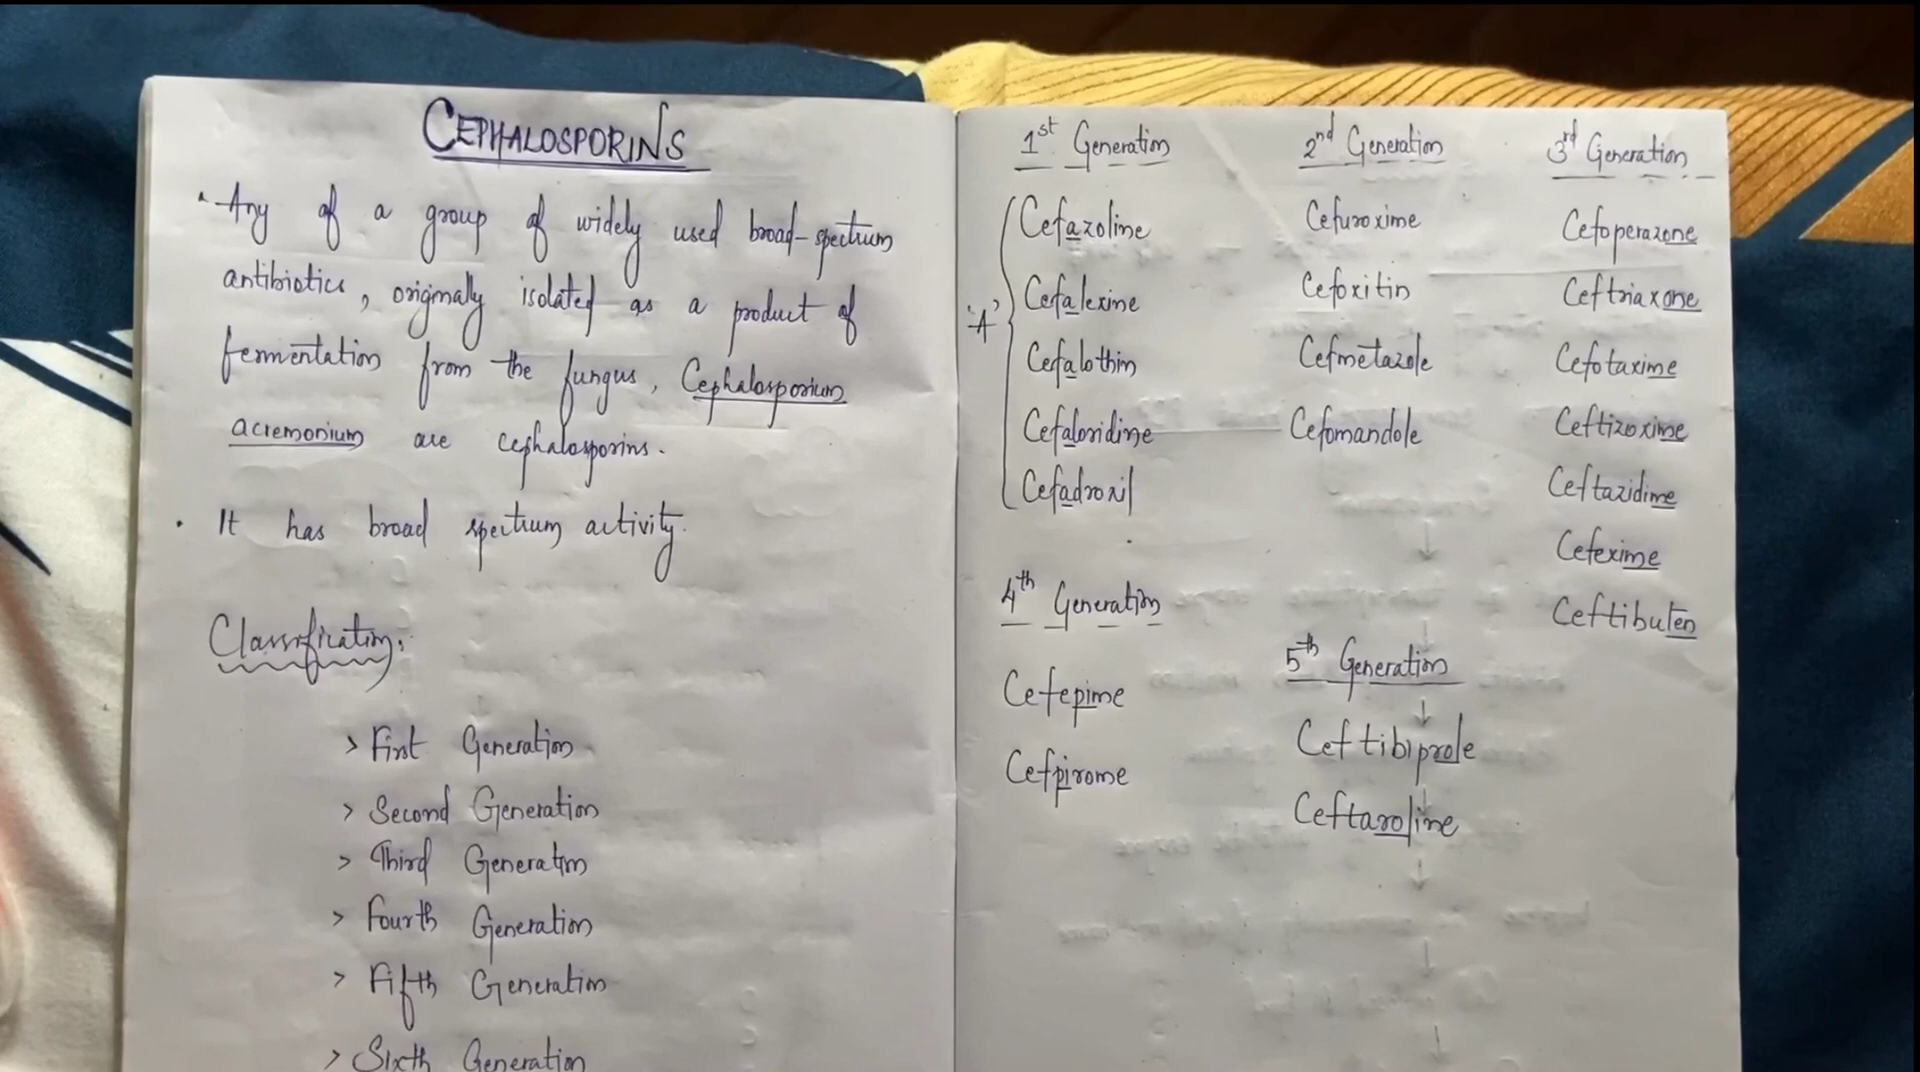 CEPHALOSPORINS
Any of a group of widely used broad-spectrum
antibiotics, originally isolated as a product of
fermentation from the fungus, Cephalosporium
acremonium are cephalosporins.
• It has broad spectrum activity.
Classification:
> First Generation
> Second Generation
> Third Generation
> Fourth Generation
> Fifth Generation
> Sixth Generation
1st Generation
'A'
Cefazoline
Cefalexine
Cefalothin
Cefaloridine
Cefadroxil
2nd Generation
Cefuroxime
Cefoxitin
Cefmetazole
Cefomandole
3rd Generation
Cefoperazone
Ceftriaxone
Cefotaxime
Ceftizoxime
Ceftazidime
Cefexime
Ceftibuten
4th Generation
Cefepime
Cefpirome
5th Generation
Ceftibiprole
Ceftaroline